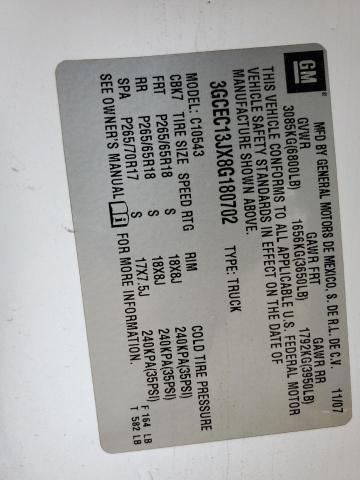 GM
MFD BY GENERAL MOTORS DE MEXICO, S. DE R.L. DE C.V.
11/07
GVWR GAWR FRT GAWR RR
3085KG(6800LB) 1656KG(3650LB) 1792KG(3950LB)
THIS VEHICLE CONFORMS TO ALL APPLICABLE U.S. FEDERAL MOTOR
VEHICLE SAFETY STANDARDS IN EFFECT ON THE DATE OF
MANUFACTURE SHOWN ABOVE.
3GCEC13JX8G180702 TYPE: TRUCK
MODEL: C10543
CBK7 TIRE SIZE SPEED RTG RIM COLD TIRE PRESSURE
FRT P265/65R18 S 18X8J 240KPA(35PSI)
RR P265/65R18 S 18X8J 240KPA(35PSI)
SPA P265/70R17 S 17X7.5J 240KPA(35PSI)
SEE OWNER'S MANUAL i FOR MORE INFORMATION.
F 164 LB
T 582 LB